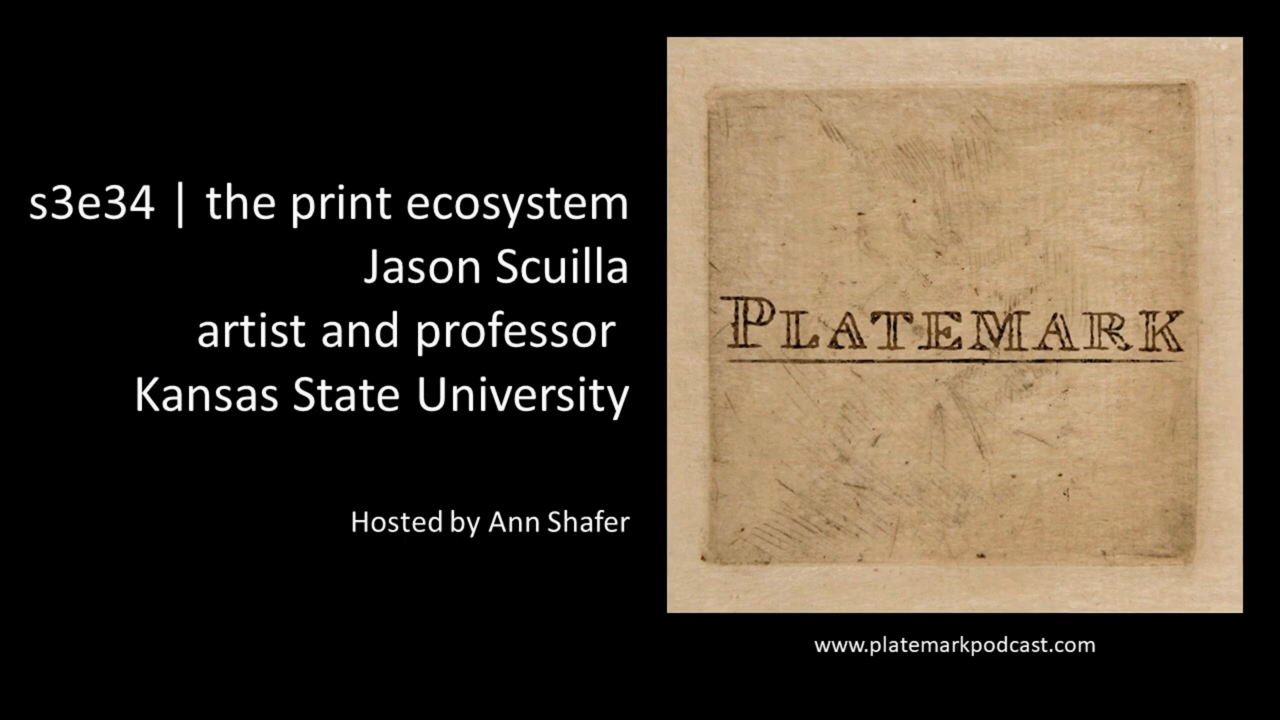 s3e34 | the print ecosystem
Jason Scuilla
artist and professor
Kansas State University
Hosted by Ann Shafer
PLATEMARK
www.platemarkpodcast.com